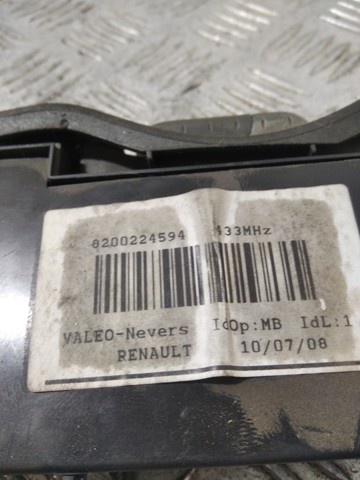 8200224594 433MHz
VALEO-Nevers IdOp:MB IdL:1
RENAULT 10/07/08